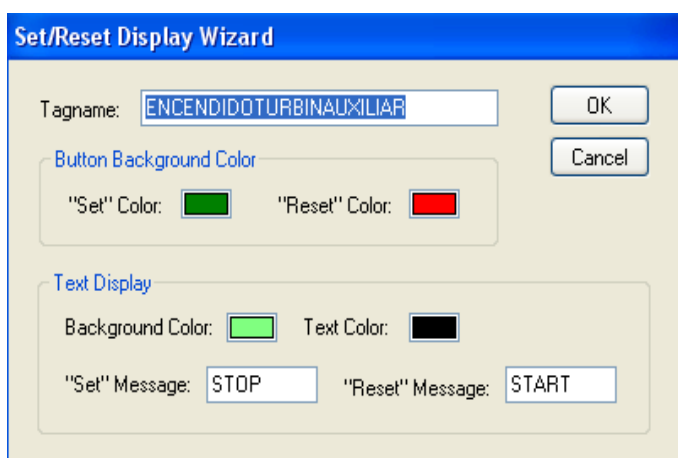 Set/Reset Display Wizard
Tagname: ENCENDIDOTURBINAUXILIAR OK
Button Background Color Cancel
"Set" Color: "Reset" Color:
Text Display
Background Color: Text Color:
"Set" Message: STOP "Reset" Message: START